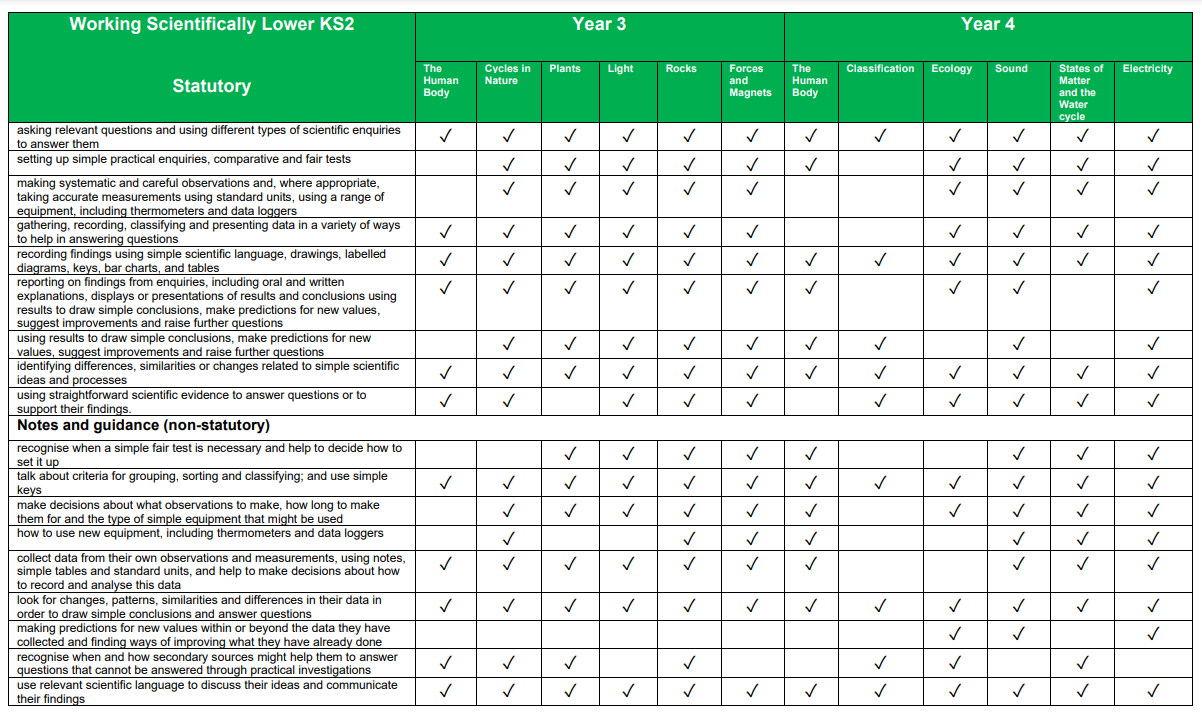 Working Scientifically Lower KS2
Statutory
Year 3
Year 4
The
Human
Body
Cycles in
Nature
Plants
Light
Rocks
Forces
and
Magnets
The
Human
Body
Classification
Ecology
Sound
States of
Matter
and the
Water
cycle
Electricity
asking relevant questions and using different types of scientific enquiries
to answer them
✓ ✓ ✓ ✓ ✓ ✓ ✓ ✓ ✓ ✓ ✓ ✓
setting up simple practical enquiries, comparative and fair tests
✓ ✓ ✓ ✓ ✓ ✓ ✓ ✓ ✓ ✓
making systematic and careful observations and, where appropriate,
taking accurate measurements using standard units, using a range of
equipment, including thermometers and data loggers
✓ ✓ ✓ ✓ ✓ ✓ ✓ ✓ ✓
gathering, recording, classifying and presenting data in a variety of ways
to help in answering questions
✓ ✓ ✓ ✓ ✓ ✓ ✓ ✓ ✓ ✓
recording findings using simple scientific language, drawings, labelled
diagrams, keys, bar charts, and tables
✓ ✓ ✓ ✓ ✓ ✓ ✓ ✓ ✓ ✓ ✓ ✓
reporting on findings from enquiries, including oral and written
explanations, displays or presentations of results and conclusions using
results to draw simple conclusions, make predictions for new values,
suggest improvements and raise further questions
✓ ✓ ✓ ✓ ✓ ✓ ✓ ✓ ✓ ✓
using results to draw simple conclusions, make predictions for new
values, suggest improvements and raise further questions
✓ ✓ ✓ ✓ ✓ ✓ ✓ ✓ ✓
identifying differences, similarities or changes related to simple scientific
ideas and processes
✓ ✓ ✓ ✓ ✓ ✓ ✓ ✓ ✓ ✓ ✓ ✓
using straightforward scientific evidence to answer questions or to
support their findings.
✓ ✓ ✓ ✓ ✓ ✓ ✓ ✓ ✓ ✓
Notes and guidance (non-statutory)
recognise when a simple fair test is necessary and help to decide how to
set it up
✓ ✓ ✓ ✓ ✓ ✓ ✓ ✓
talk about criteria for grouping, sorting and classifying; and use simple
keys
✓ ✓ ✓ ✓ ✓ ✓ ✓ ✓ ✓ ✓ ✓ ✓
make decisions about what observations to make, how long to make
them for and the type of simple equipment that might be used
✓ ✓ ✓ ✓ ✓ ✓ ✓ ✓ ✓ ✓
how to use new equipment, including thermometers and data loggers
✓ ✓ ✓ ✓ ✓ ✓ ✓
collect data from their own observations and measurements, using notes,
simple tables and standard units, and help to make decisions about how
to record and analyse this data
✓ ✓ ✓ ✓ ✓ ✓ ✓ ✓ ✓ ✓
look for changes, patterns, similarities and differences in their data in
order to draw simple conclusions and answer questions
✓ ✓ ✓ ✓ ✓ ✓ ✓ ✓ ✓ ✓ ✓ ✓
making predictions for new values within or beyond the data they have
collected and finding ways of improving what they have already done
✓ ✓ ✓
recognise when and how secondary sources might help them to answer
questions that cannot be answered through practical investigations
✓ ✓ ✓ ✓ ✓ ✓ ✓
use relevant scientific language to discuss their ideas and communicate
their findings
✓ ✓ ✓ ✓ ✓ ✓ ✓ ✓ ✓ ✓ ✓ ✓